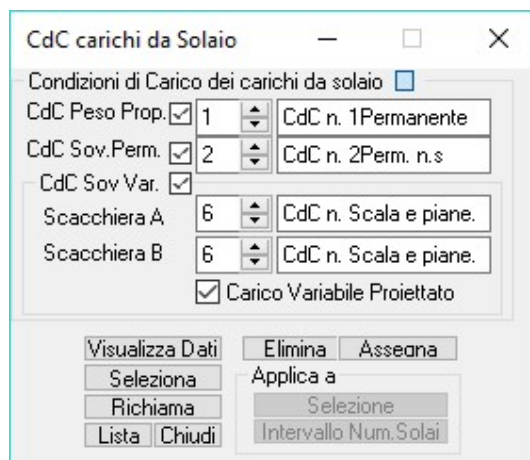 CdC carichi da Solaio
Condizioni di Carico dei carichi da solaio
CdC Peso Prop. 1 CdC n. 1Permanente
CdC Sov.Perm. 2 CdC n. 2Perm. n.s
CdC Sov Var.
Scacchiera A 6 CdC n. Scala e piane.
Scacchiera B 6 CdC n. Scala e piane.
Carico Variabile Proiettato
Visualizza Dati Elimina Assegna
Seleziona Applica a
Richiama Selezione
Lista Chiudi Intervallo Num.Solai